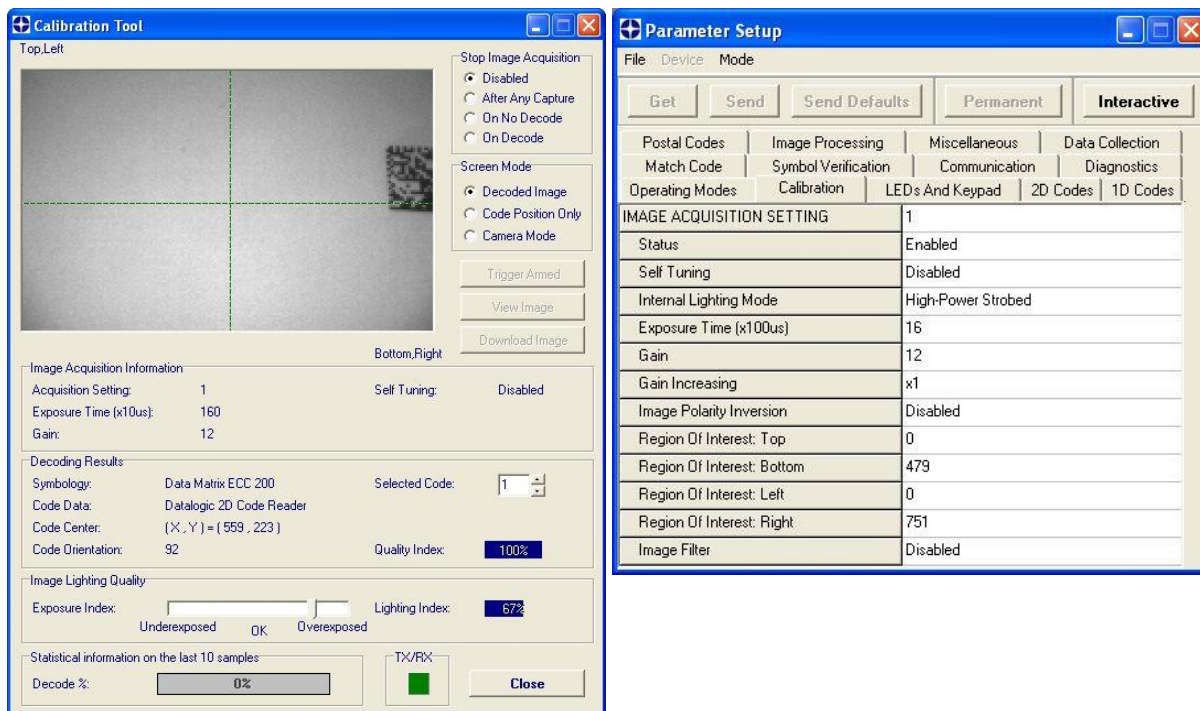 Calibration Tool
Top,Left
Stop Image Acquisition
Disabled
After Any Capture
On No Decode
On Decode
Screen Mode
Decoded Image
Code Position Only
Camera Mode
Trigger Armed
View Image
Download Image
Bottom,Right
Image Acquisition Information
Acquisition Setting: 1 Self Tuning: Disabled
Exposure Time (x10us): 160
Gain: 12
Decoding Results
Symbology: Data Matrix ECC 200 Selected Code: 1
Code Data: Datalogic 2D Code Reader
Code Center: ( X , Y ) = ( 559 , 223 )
Code Orientation: 92 Quality Index: 100%
Image Lighting Quality
Exposure Index: Lighting Index: 67%
Underexposed OK Overexposed
Statistical information on the last 10 samples TX/RX
Decode %: 0% Close
Parameter Setup
File Device Mode
Get Send Send Defaults Permanent Interactive
Postal Codes Image Processing Miscellaneous Data Collection
Match Code Symbol Verification Communication Diagnostics
Operating Modes Calibration LEDs And Keypad 2D Codes 1D Codes
IMAGE ACQUISITION SETTING 1
Status Enabled
Self Tuning Disabled
Internal Lighting Mode High-Power Strobed
Exposure Time (x100us) 16
Gain 12
Gain Increasing x1
Image Polarity Inversion Disabled
Region Of Interest: Top 0
Region Of Interest: Bottom 479
Region Of Interest: Left 0
Region Of Interest: Right 751
Image Filter Disabled